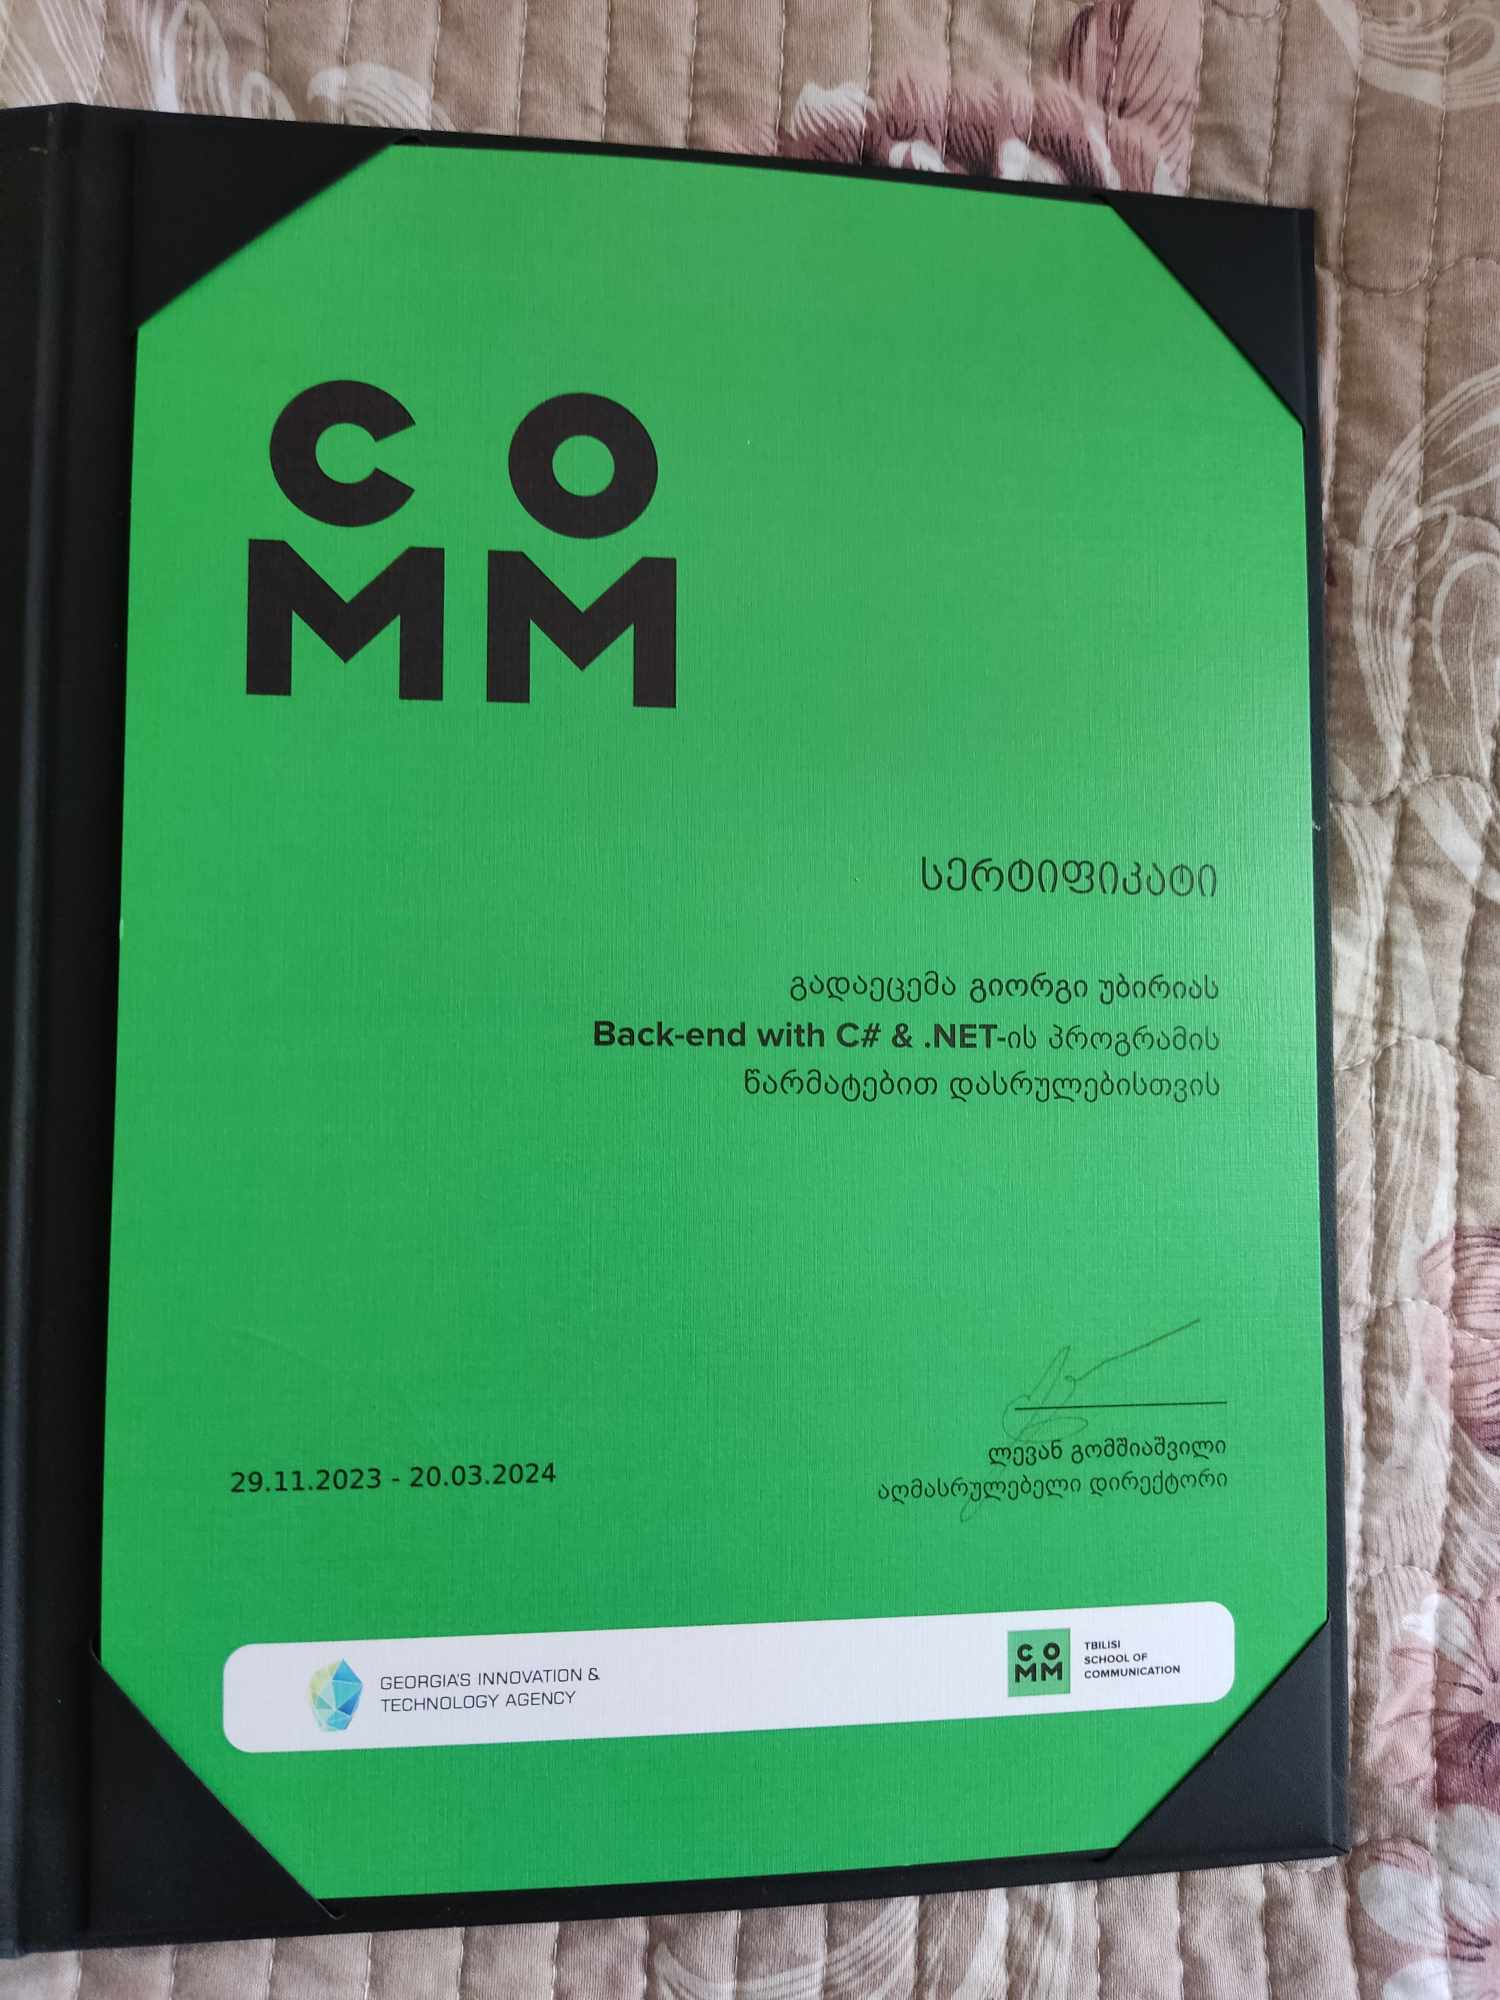 CO
MM
სერტიფიკატი
გადაეცემა გიორგი უბირიას
Back-end with C# & .NET-ის პროგრამის
წარმატებით დასრულებისთვის
29.11.2023 - 20.03.2024
ლევან გომშიაშვილი
აღმასრულებელი დირექტორი
GEORGIA'S INNOVATION &
TECHNOLOGY AGENCY
CO
MM
TBILISI
SCHOOL OF
COMMUNICATION